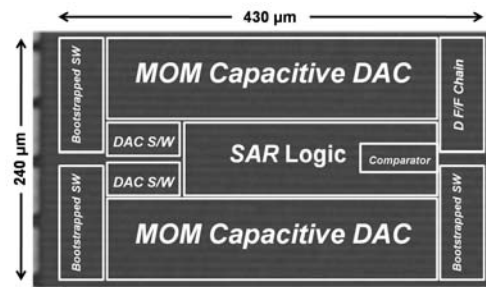 430 µm
240 µm
Bootstrapped SW
MOM Capacitive DAC
D F/F Chain
DAC S/W
SAR Logic
Comparator
DAC S/W
Bootstrapped SW
MOM Capacitive DAC
Bootstrapped SW